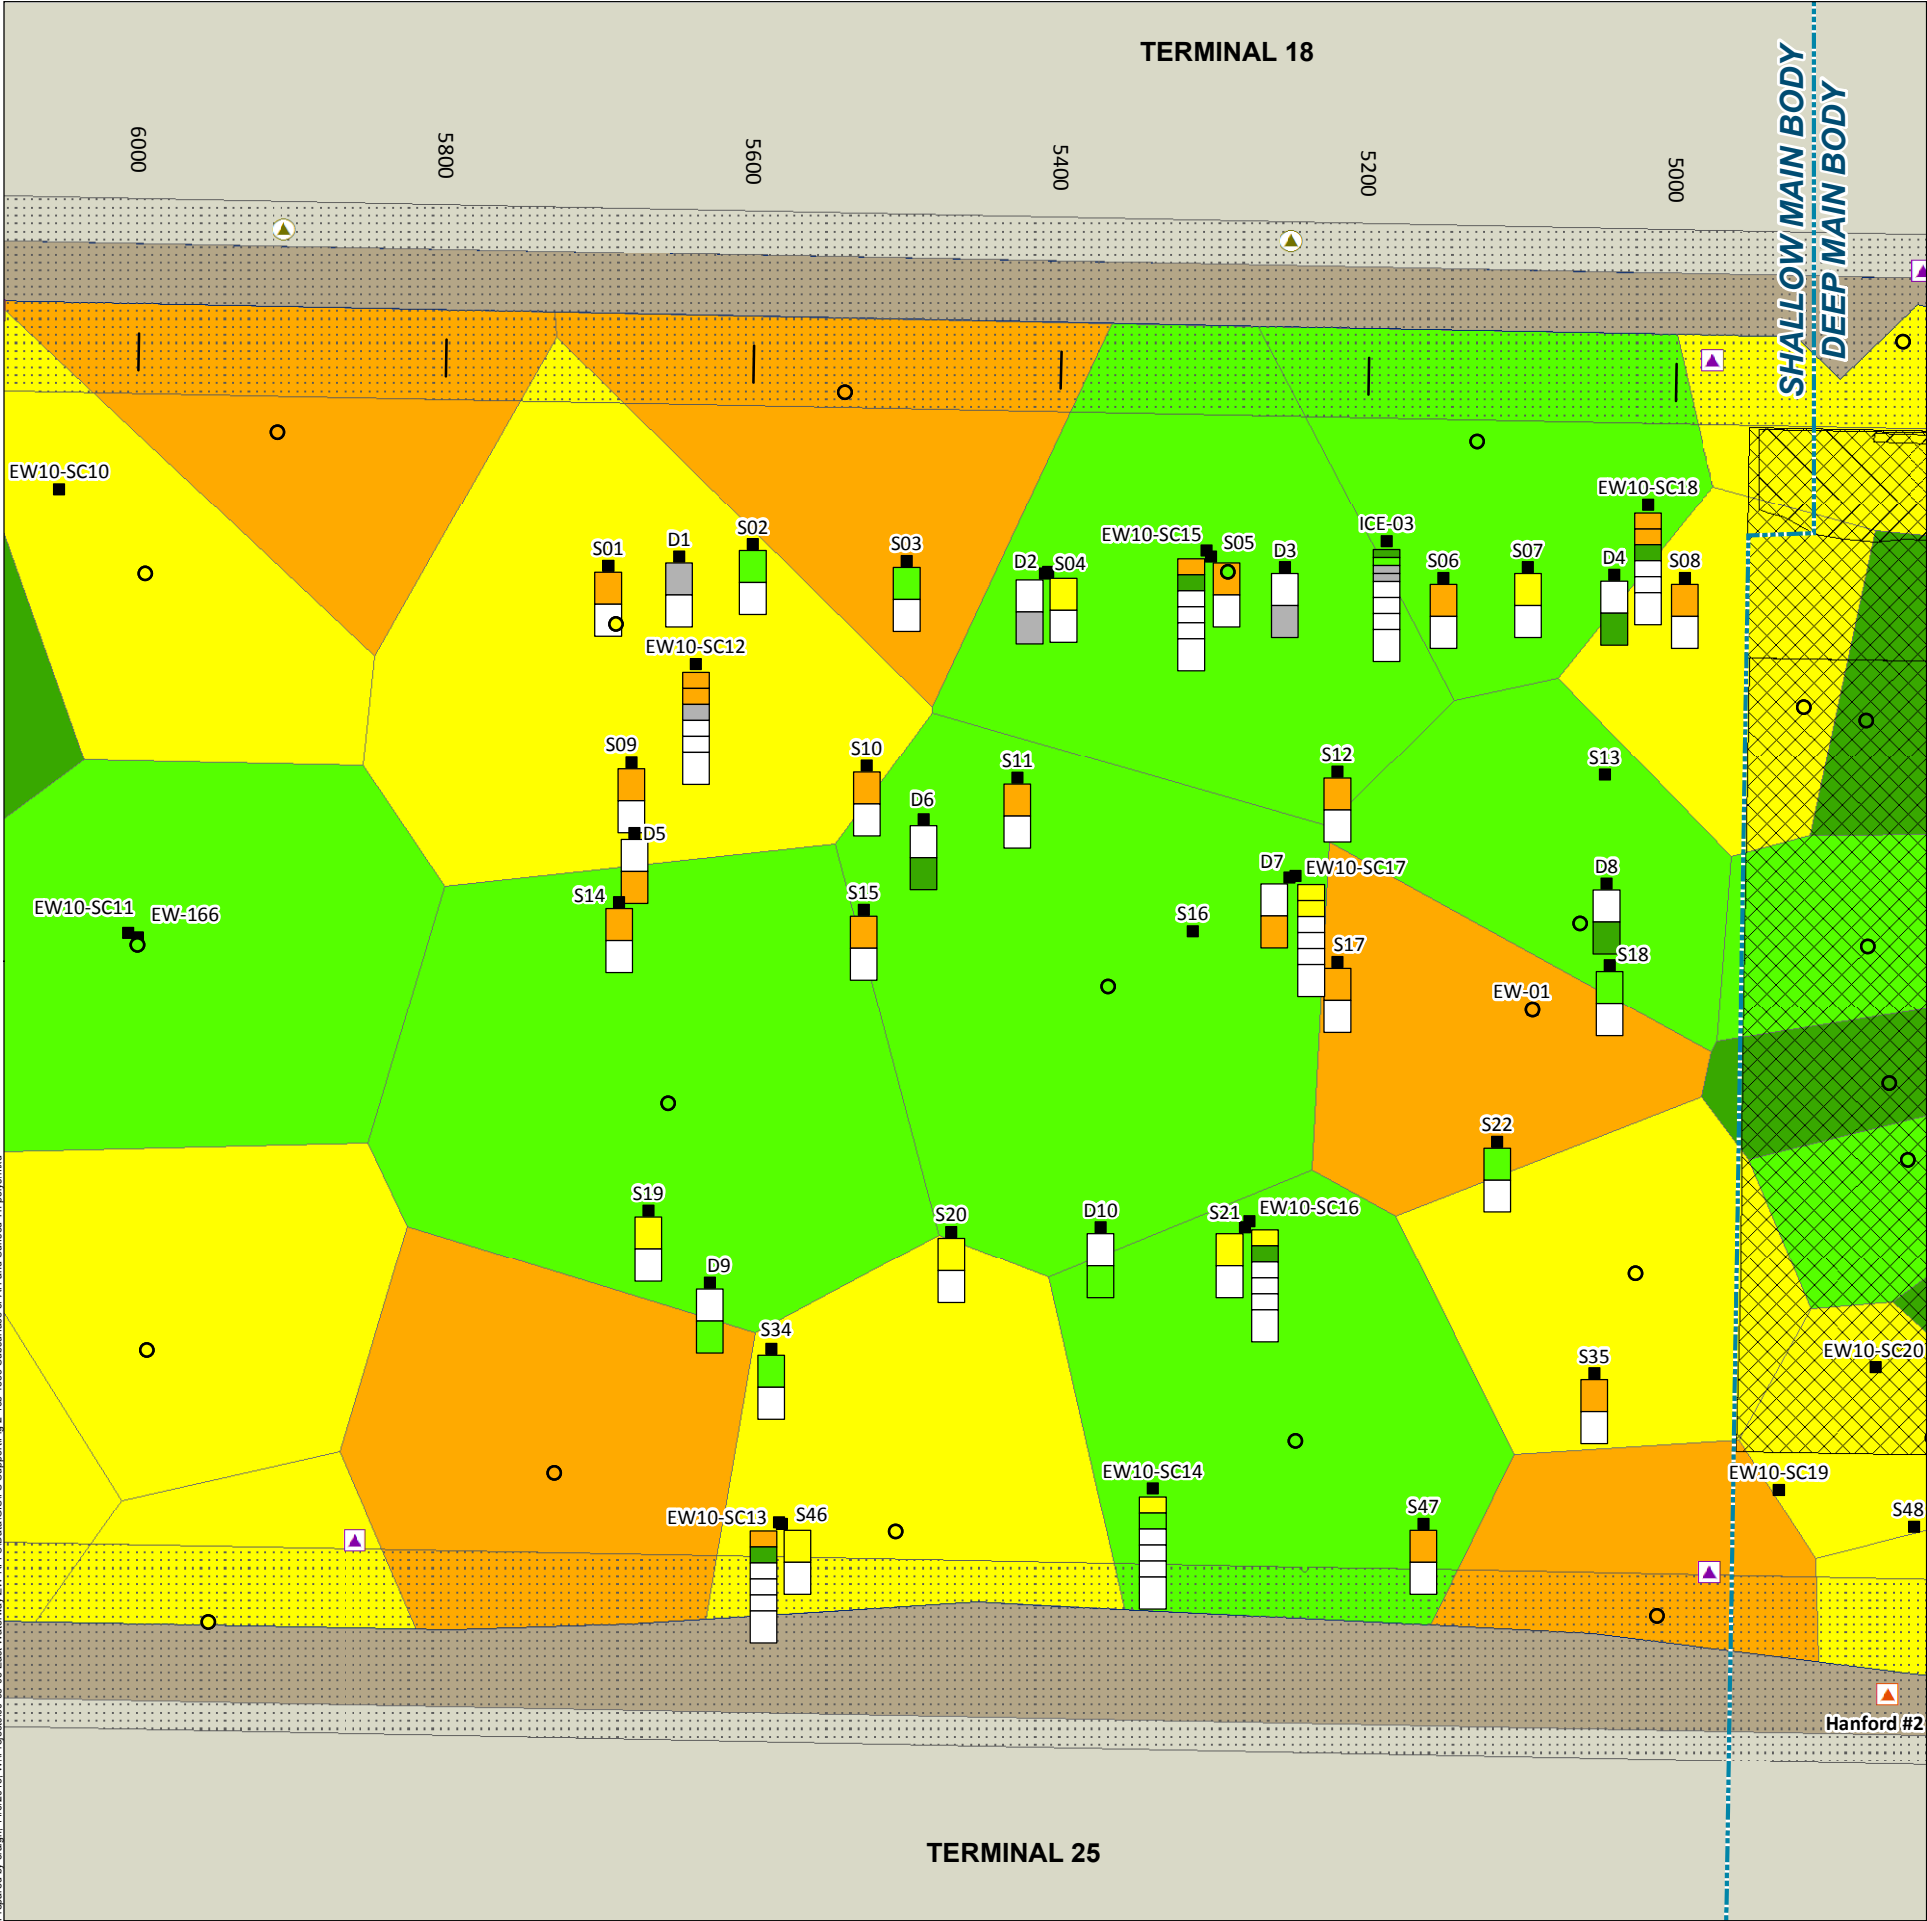 TERMINAL 18
6000
5800
5600
5400
5200
5000
SHALLOW MAIN BODY
DEEP MAIN BODY
EW10-SC10
S01
D1
S02
S03
D2
S04
EW10-SC15
S05
D3
ICE-03
S06
S07
D4
EW10-SC18
S08
EW10-SC12
S09
S10
D6
S11
S12
S13
D5
S14
S15
S16
D7
EW10-SC17
D8
S17
S18
EW10-SC11
EW-166
EW-01
S22
S19
S20
D10
S21
EW10-SC16
D9
S34
S35
EW10-SC20
EW10-SC14
EW10-SC19
EW10-SC13
S46
S47
S48
Hanford #2
TERMINAL 25